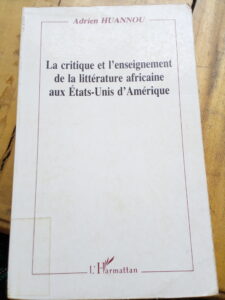 Adrien HUANNOU
La critique et l'enseignement
de la littérature africaine
aux États-Unis d'Amérique
L'Harmattan